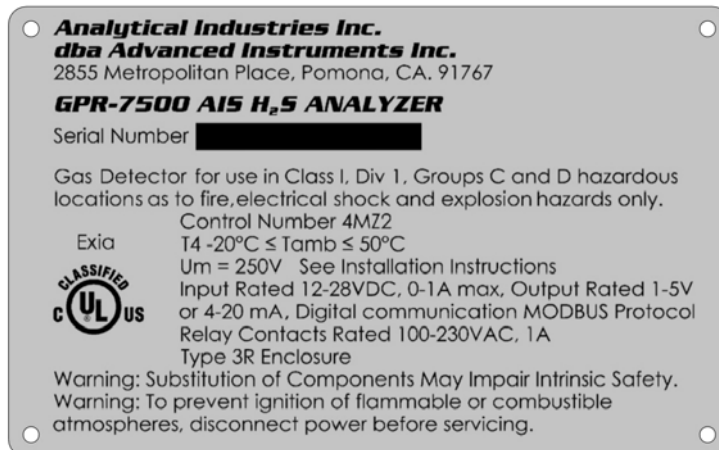 Analytical Industries Inc.
dba Advanced Instruments Inc.
2855 Metropolitan Place, Pomona, CA. 91767
GPR-7500 AIS H₂S ANALYZER
Serial Number
Gas Detector for use in Class I, Div 1, Groups C and D hazardous
locations as to fire,electrical shock and explosion hazards only.
Control Number 4MZ2
Exia T4 -20ºC ≤ Tamb ≤ 50ºC
Um = 250V See Installation Instructions
CLASSIFIED
C UL ® US
Input Rated 12-28VDC, 0-1A max, Output Rated 1-5V
or 4-20 mA, Digital communication MODBUS Protocol
Relay Contacts Rated 100-230VAC, 1A
Type 3R Enclosure
Warning: Substitution of Components May Impair Intrinsic Safety.
Warning: To prevent ignition of flammable or combustible
atmospheres, disconnect power before servicing.